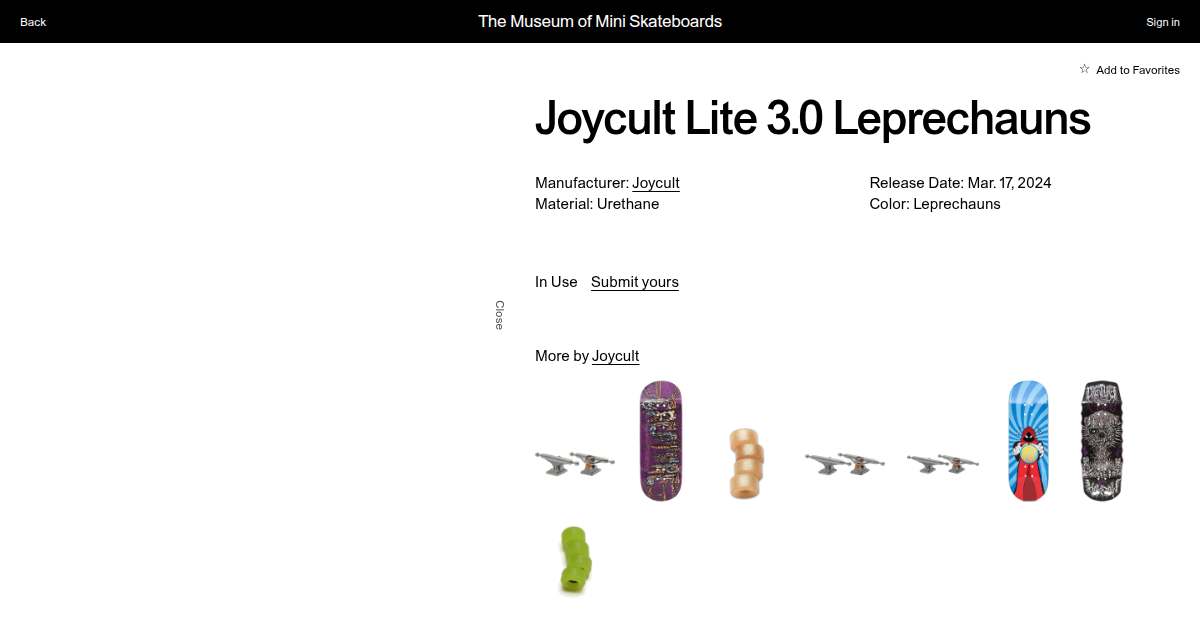 Back
The Museum of Mini Skateboards
Sign in
☆ Add to Favorites
Joycult Lite 3.0 Leprechauns
Manufacturer: Joycult
Release Date: Mar. 17, 2024
Material: Urethane
Color: Leprechauns
In Use Submit yours
Close
More by Joycult